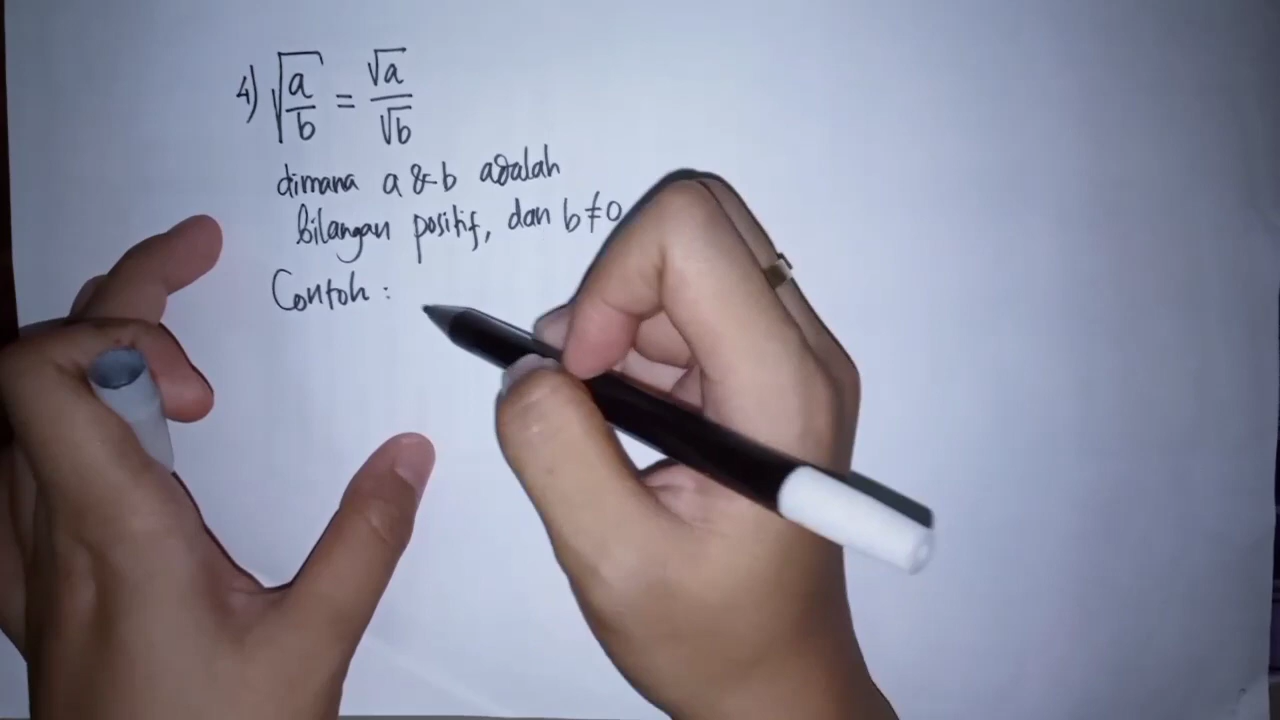 4) √(a/b) = √a/√b
dimana a & b adalah
bilangan positif, dan b≠0
Contoh :